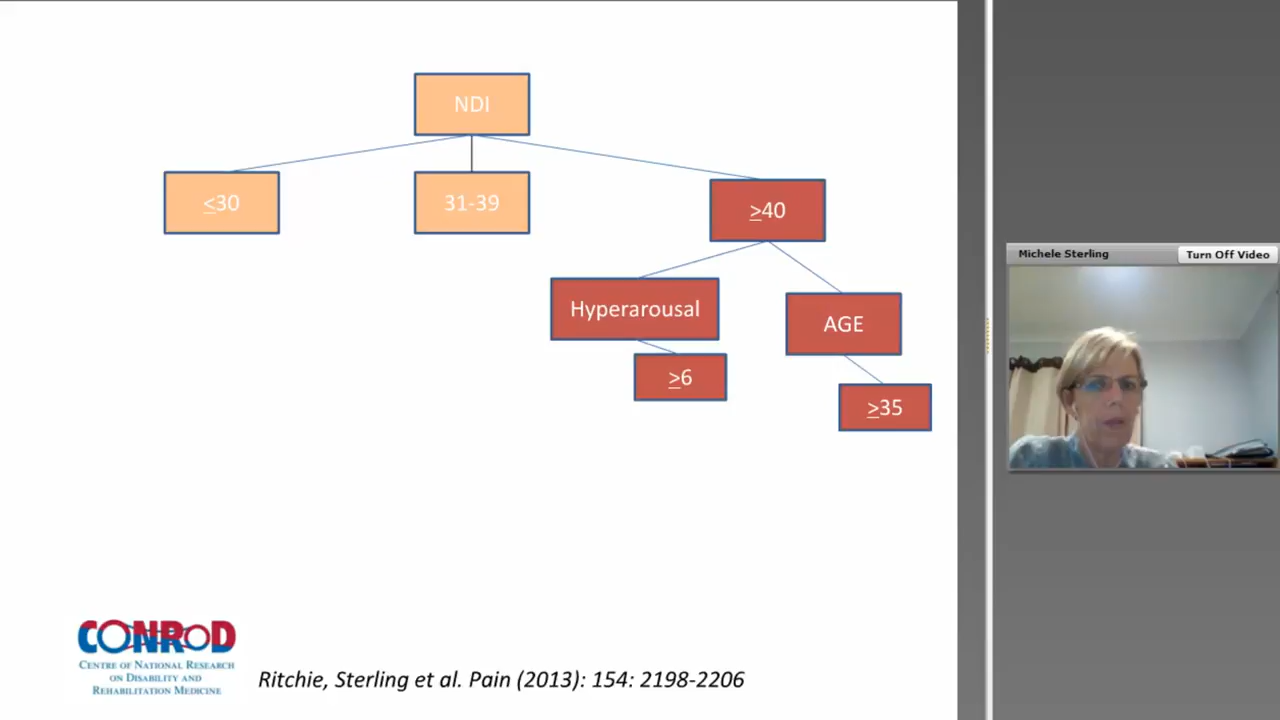 NDI
≤30
31-39
≥40
Hyperarousal
AGE
≥6
≥35
CONROD
CENTRE OF NATIONAL RESEARCH
ON DISABILITY AND
REHABILITATION MEDICINE
Ritchie, Sterling et al. Pain (2013): 154: 2198-2206
Michele Sterling
Turn Off Video